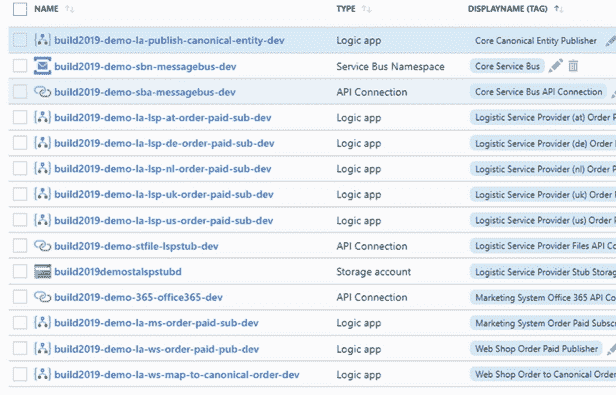 NAME TYPE DISPLAYNAME (TAG)
build2019-demo-la-publish-canonical-entity-dev Logic app Core Canonical Entity Publisher
build2019-demo-sbn-messagebus-dev Service Bus Namespace Core Service Bus
build2019-demo-sba-messagebus-dev API Connection Core Service Bus API Connection
build2019-demo-la-lsp-at-order-paid-sub-dev Logic app Logistic Service Provider (at) Order P
build2019-demo-la-lsp-de-order-paid-sub-dev Logic app Logistic Service Provider (de) Order
build2019-demo-la-lsp-nl-order-paid-sub-dev Logic app Logistic Service Provider (nl) Order P
build2019-demo-la-lsp-uk-order-paid-sub-dev Logic app Logistic Service Provider (uk) Order
build2019-demo-la-lsp-us-order-paid-sub-dev Logic app Logistic Service Provider (us) Order
build2019-demo-stfile-lspstub-dev API Connection Logistic Service Provider Files API Co
build2019demostalspstubd Storage account Logistic Service Provider Stub Storag
build2019-demo-365-office365-dev API Connection Marketing System Office 365 API Co
build2019-demo-la-ms-order-paid-sub-dev Logic app Marketing System Order Paid Subscr
build2019-demo-la-ws-order-paid-pub-dev Logic app Web Shop Order Paid Publisher
build2019-demo-la-ws-map-to-canonical-order-dev Logic app Web Shop Order to Canonical Order